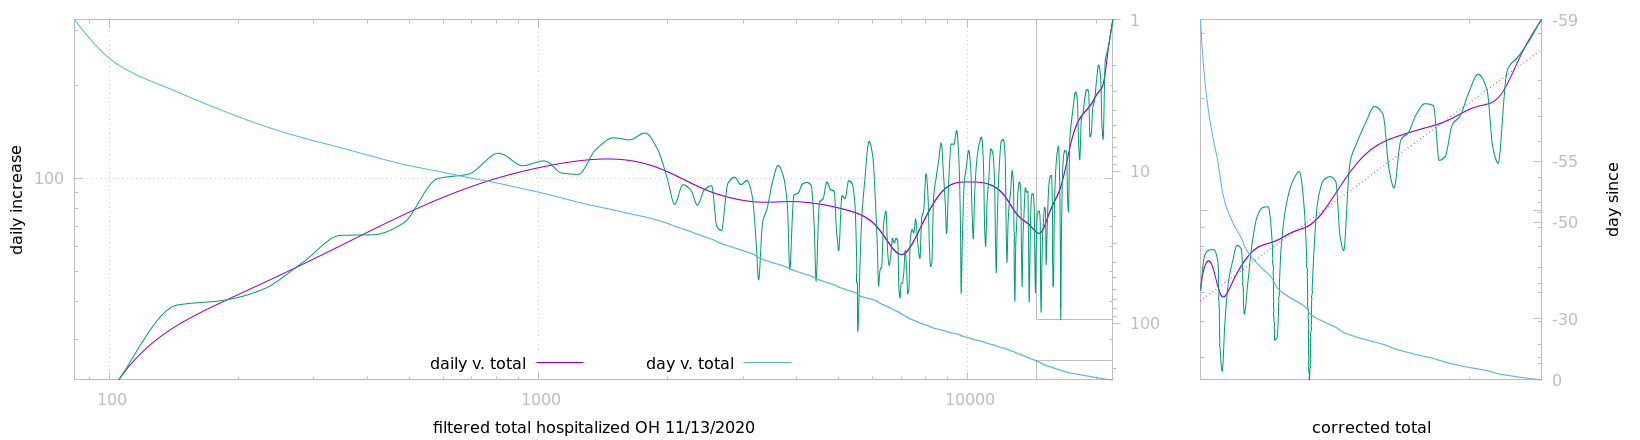 daily increase
100
100
1000
10000
1
10
100
daily v. total
day v. total
filtered total hospitalized OH 11/13/2020
-59
-55
-50
-30
0
day since
corrected total